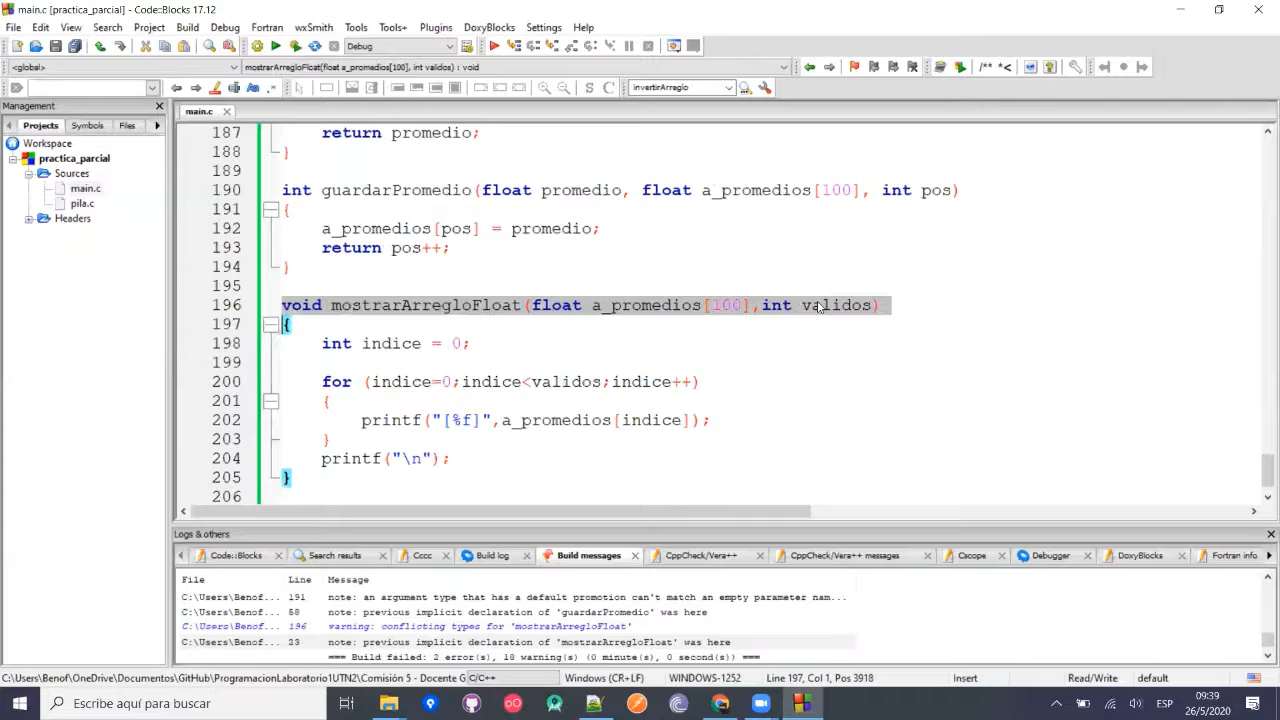 main.c [practica_parcial] - Code::Blocks 17.12
File Edit View Search Project Build Debug Fortran wxSmith Tools Tools+ Plugins DoxyBlocks Settings Help
Debug
<global> mostrarArregloFloat(float a_promedios[100], int validos) : void
/** *<
S C invertirArreglo
Management
main.c
Projects Symbols Files
Workspace
practica_parcial
Sources
main.c
pila.c
Headers
187 return promedio;
188 }
189
190 int guardarPromedio(float promedio, float a_promedios[100], int pos)
191 {
192 a_promedios[pos] = promedio;
193 return pos++;
194 }
195
196 void mostrarArregloFloat(float a_promedios[100],int validos)
197 {
198 int indice = 0;
199
200 for (indice=0;indice<validos;indice++)
201 {
202 printf("[%f]",a_promedios[indice]);
203 }
204 printf("\n");
205 }
206
Logs & others
Code::Blocks Search results Cccc Build log Build messages CppCheck/Vera++ CppCheck/Vera++ messages Cscope Debugger DoxyBlocks Fortran info
File Line Message
C:\Users\Benof... 191 note: an argument type that has a default promotion can't match an empty parameter nam...
C:\Users\Benof... 58 note: previous implicit declaration of 'guardarPromedio' was here
C:\Users\Benof... 196 warning: conflicting types for 'mostrarArregloFloat'
C:\Users\Benof... 23 note: previous implicit declaration of 'mostrarArregloFloat' was here
=== Build failed: 2 error(s), 18 warning(s) (0 minute(s), 0 second(s)) ===
C:\Users\Benof\OneDrive\Documentos\GitHub\ProgramacionLaboratorio1UTN2\Comisión 5 - Docente G C/C++ Windows (CR+LF) WINDOWS-1252 Line 197, Col 1, Pos 3918 Insert Read/Write default
Escribe aquí para buscar
ESP
09:39
26/5/2020